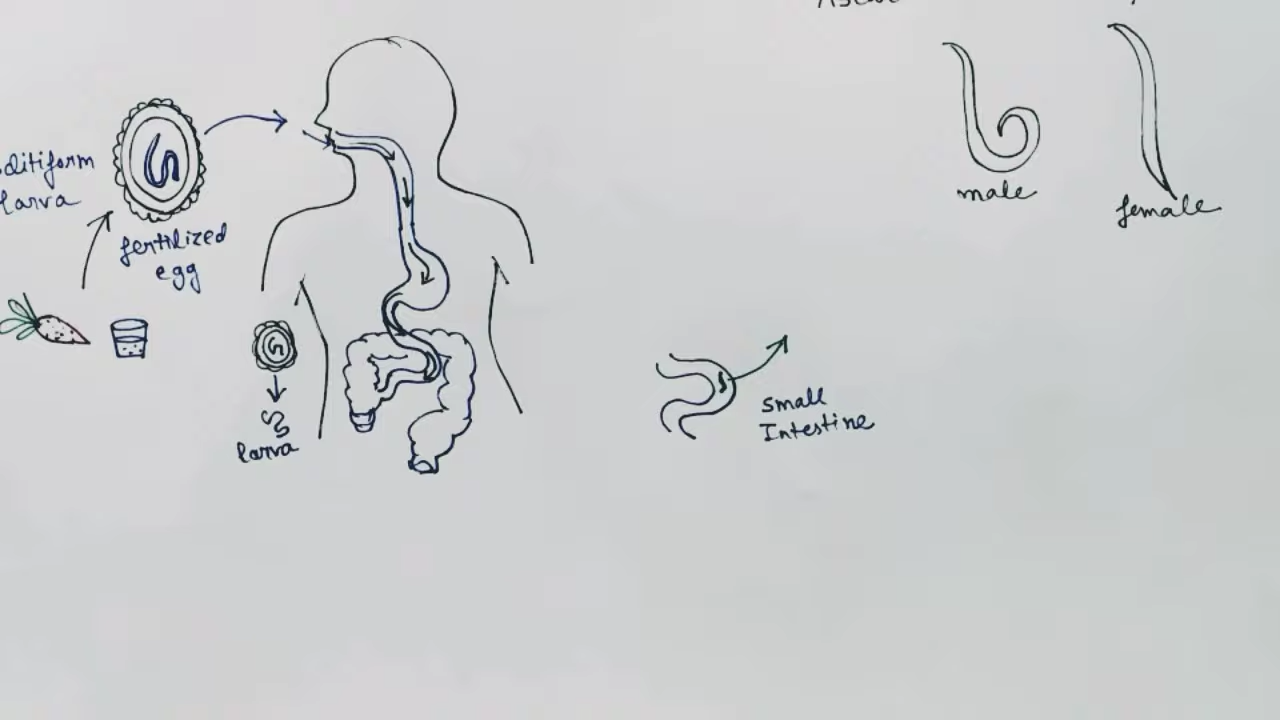 male
female
larva
fertilized
egg
larva
small
Intestine